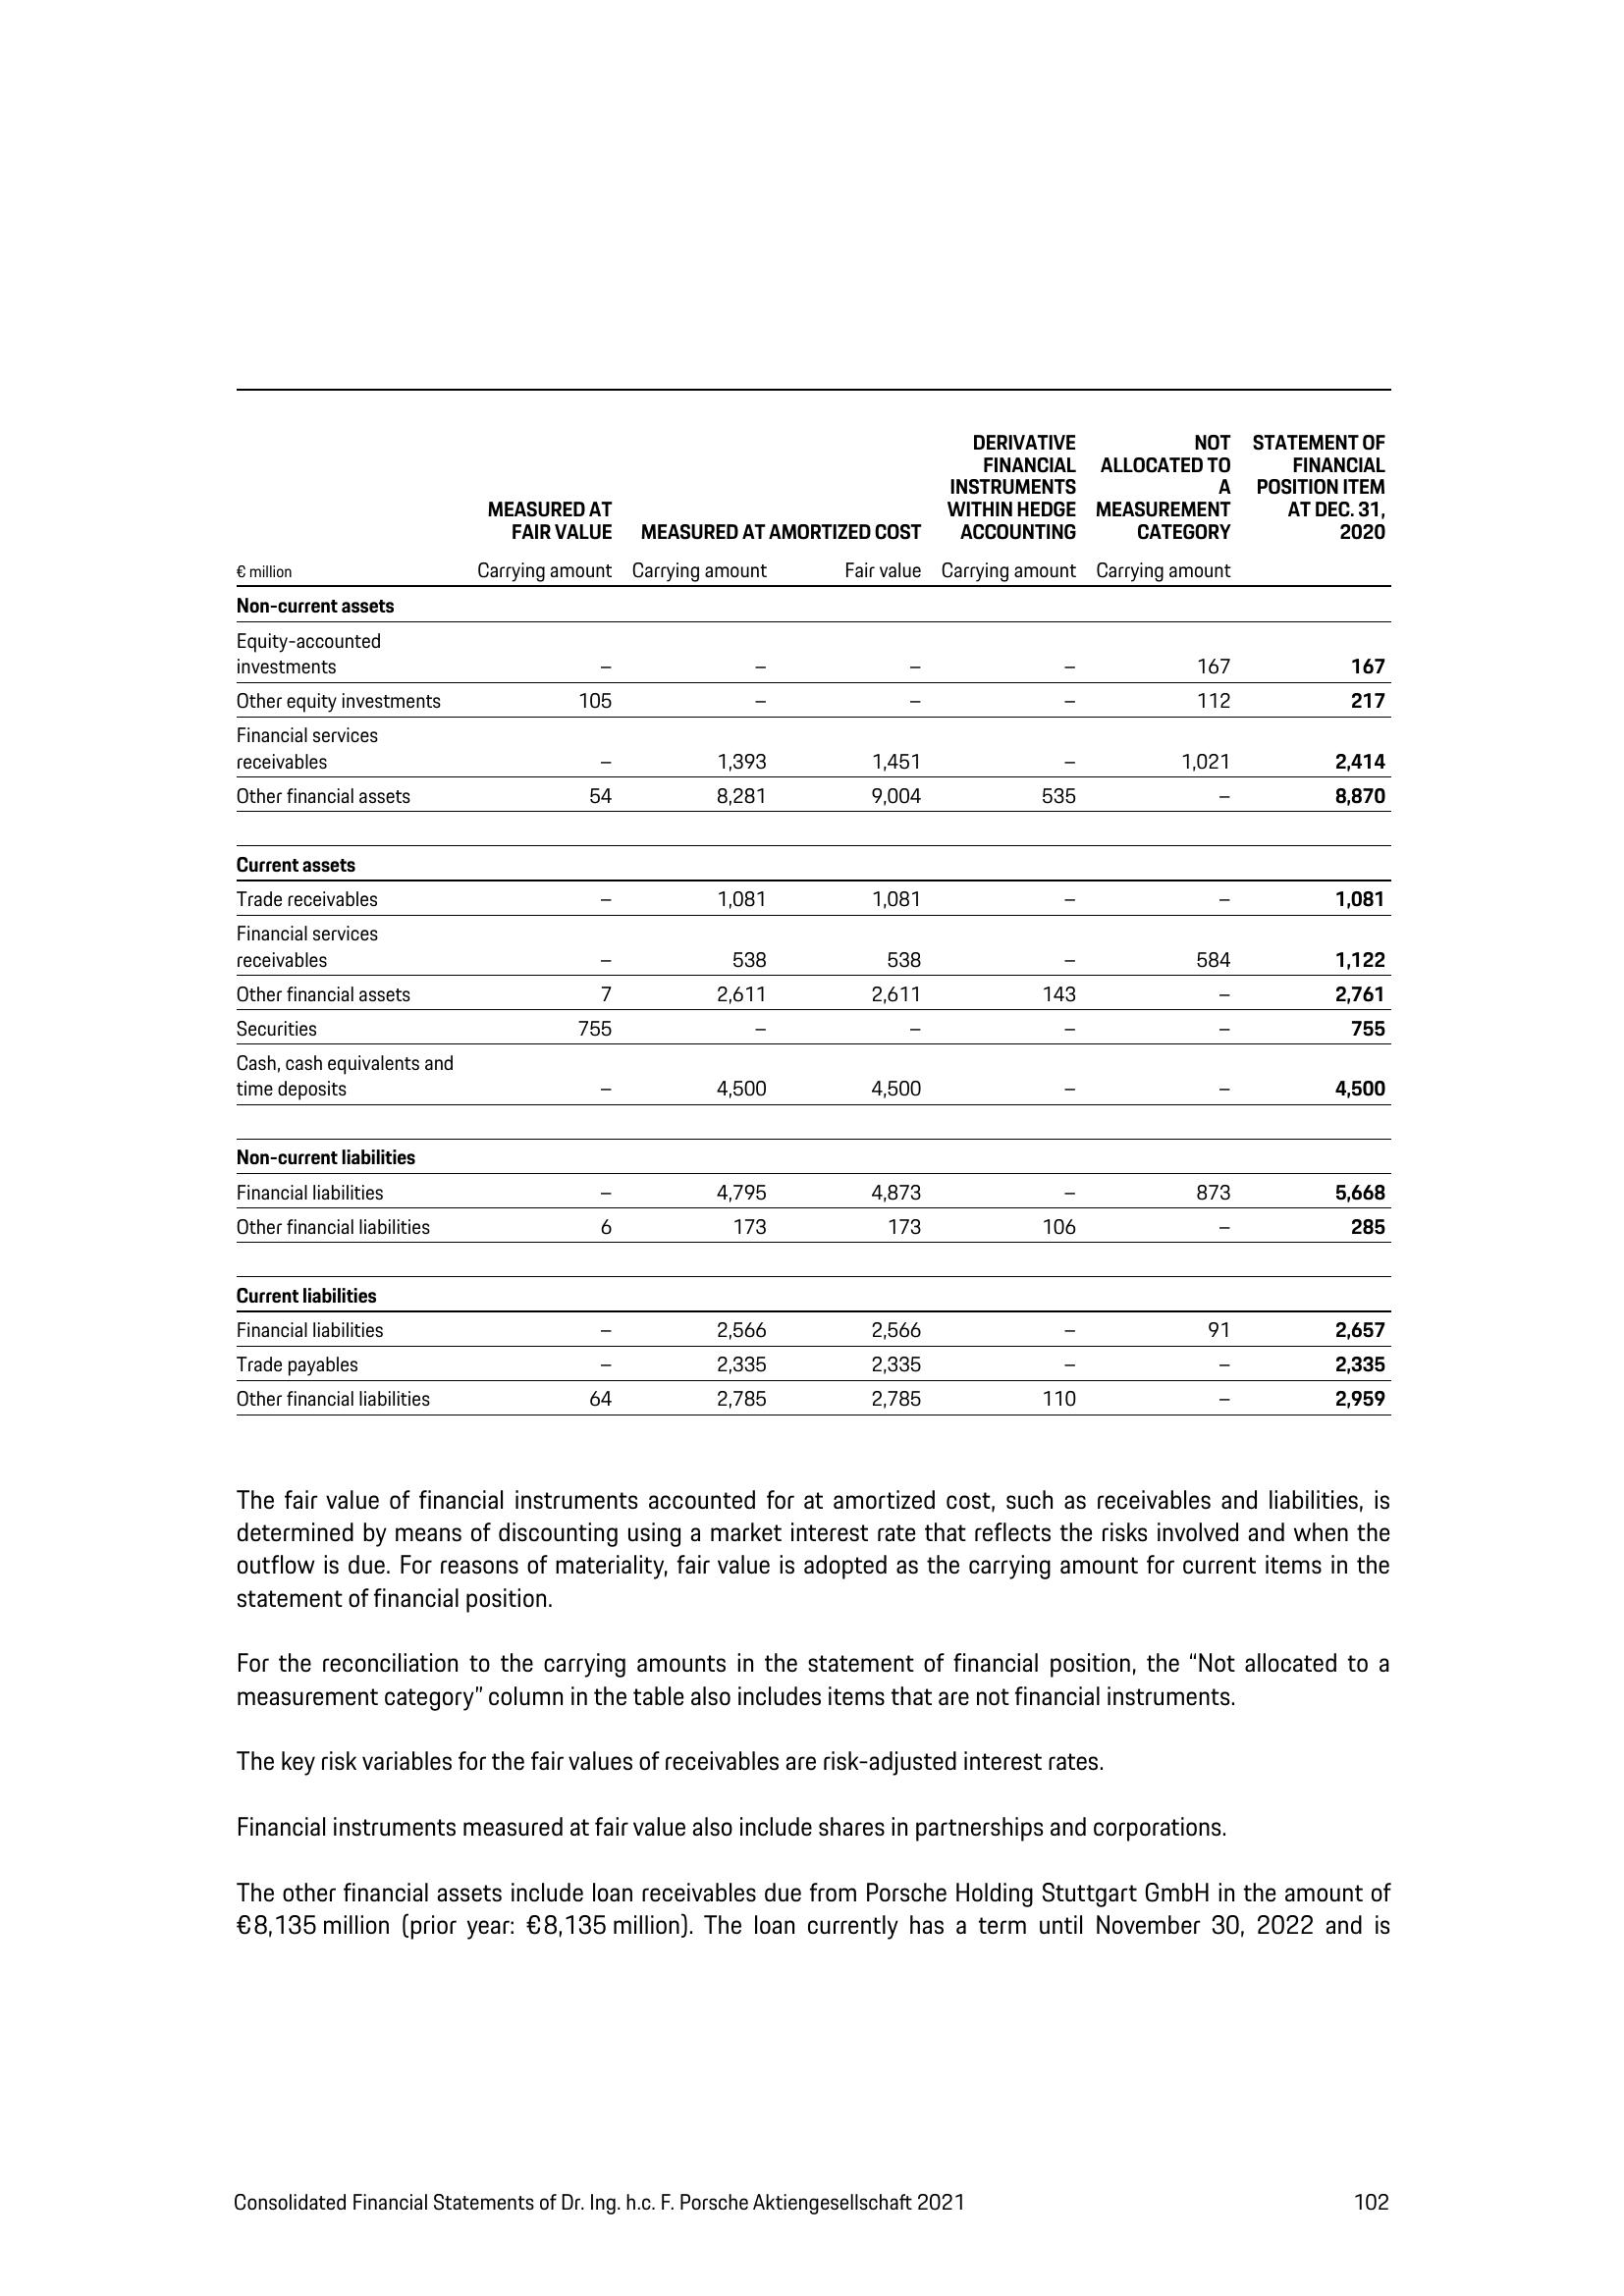 DERIVATIVE FINANCIAL INSTRUMENTS WITHIN HEDGE ACCOUNTING
NOT ALLOCATED TO A MEASUREMENT CATEGORY
STATEMENT OF FINANCIAL POSITION ITEM AT DEC. 31, 2020
MEASURED AT FAIR VALUE
MEASURED AT AMORTIZED COST
€ million Carrying amount Carrying amount Fair value Carrying amount Carrying amount
Non-current assets
Equity-accounted
investments – – – – 167 167
Other equity investments 105 – – – 112 217
Financial services
receivables – 1,393 1,451 – 1,021 2,414
Other financial assets 54 8,281 9,004 535 – 8,870
Current assets
Trade receivables – 1,081 1,081 – – 1,081
Financial services
receivables – 538 538 – 584 1,122
Other financial assets 7 2,611 2,611 143 – 2,761
Securities 755 – – – – 755
Cash, cash equivalents and
time deposits – 4,500 4,500 – – 4,500
Non-current liabilities
Financial liabilities – 4,795 4,873 – 873 5,668
Other financial liabilities 6 173 173 106 – 285
Current liabilities
Financial liabilities – 2,566 2,566 – 91 2,657
Trade payables – 2,335 2,335 – – 2,335
Other financial liabilities 64 2,785 2,785 110 – 2,959
The fair value of financial instruments accounted for at amortized cost, such as receivables and liabilities, is
determined by means of discounting using a market interest rate that reflects the risks involved and when the
outflow is due. For reasons of materiality, fair value is adopted as the carrying amount for current items in the
statement of financial position.
For the reconciliation to the carrying amounts in the statement of financial position, the “Not allocated to a
measurement category” column in the table also includes items that are not financial instruments.
The key risk variables for the fair values of receivables are risk-adjusted interest rates.
Financial instruments measured at fair value also include shares in partnerships and corporations.
The other financial assets include loan receivables due from Porsche Holding Stuttgart GmbH in the amount of
€8,135 million (prior year: €8,135 million). The loan currently has a term until November 30, 2022 and is
Consolidated Financial Statements of Dr. Ing. h.c. F. Porsche Aktiengesellschaft 2021 102